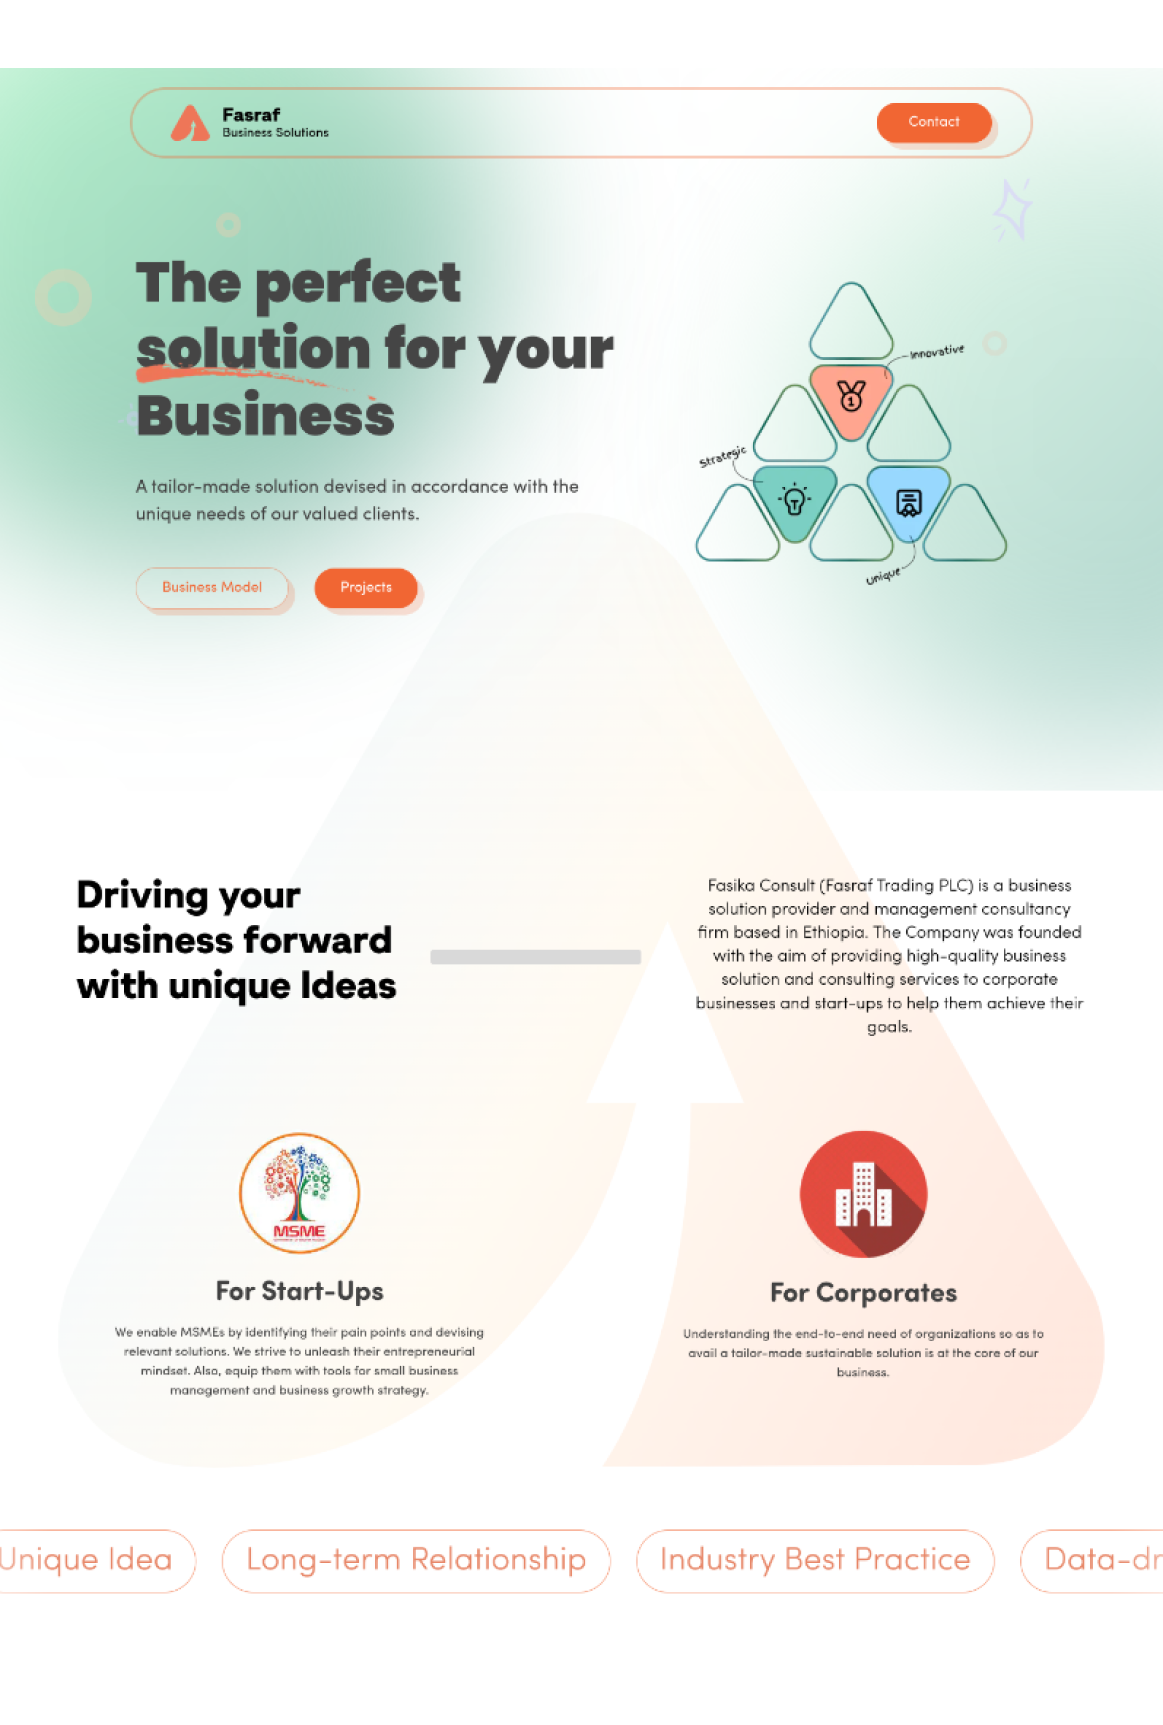 Fasraf
Business Solutions
Contact
The perfect
solution for your
Business
A tailor-made solution devised in accordance with the
unique needs of our valued clients.
Business Model
Projects
Innovative
1
Strategic
Unique
Driving your
business forward
with unique Ideas
Fasika Consult (Fasraf Trading PLC) is a business
solution provider and management consultancy
firm based in Ethiopia. The Company was founded
with the aim of providing high-quality business
solution and consulting services to corporate
businesses and start-ups to help them achieve their
goals.
MSME
For Start-Ups
We enable MSMEs by identifying their pain points and devising
relevant solutions. We strive to unleash their entrepreneurial
mindset. Also, equip them with tools for small business
management and business growth strategy.
For Corporates
Understanding the end-to-end need of organizations so as to
avail a tailor-made sustainable solution is at the core of our
business.
Unique Idea
Long-term Relationship
Industry Best Practice
Data-dr